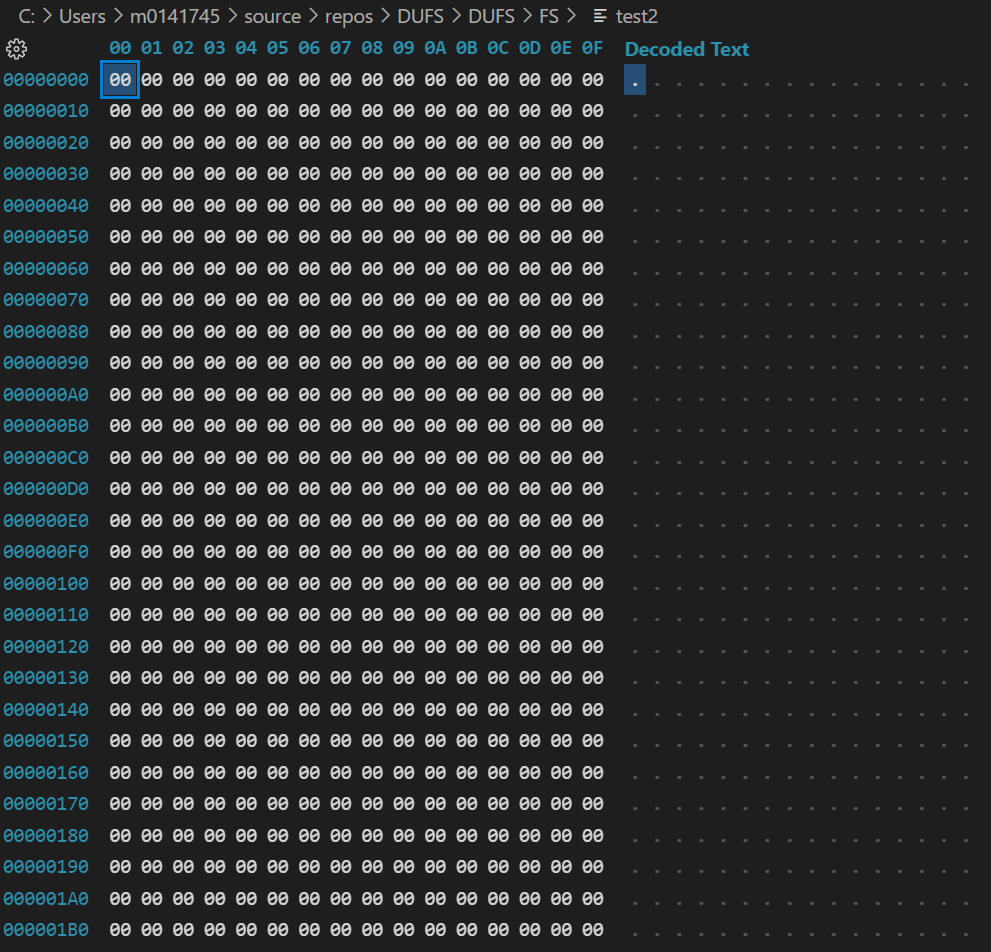 C: > Users > m0141745 > source > repos > DUFS > DUFS > FS > test2
00 01 02 03 04 05 06 07 08 09 0A 0B 0C 0D 0E 0F Decoded Text
00000000 00 00 00 00 00 00 00 00 00 00 00 00 00 00 00 00 . . . . . . . . . . . . . . . .
00000010 00 00 00 00 00 00 00 00 00 00 00 00 00 00 00 00 . . . . . . . . . . . . . . . .
00000020 00 00 00 00 00 00 00 00 00 00 00 00 00 00 00 00 . . . . . . . . . . . . . . . .
00000030 00 00 00 00 00 00 00 00 00 00 00 00 00 00 00 00 . . . . . . . . . . . . . . . .
00000040 00 00 00 00 00 00 00 00 00 00 00 00 00 00 00 00 . . . . . . . . . . . . . . . .
00000050 00 00 00 00 00 00 00 00 00 00 00 00 00 00 00 00 . . . . . . . . . . . . . . . .
00000060 00 00 00 00 00 00 00 00 00 00 00 00 00 00 00 00 . . . . . . . . . . . . . . . .
00000070 00 00 00 00 00 00 00 00 00 00 00 00 00 00 00 00 . . . . . . . . . . . . . . . .
00000080 00 00 00 00 00 00 00 00 00 00 00 00 00 00 00 00 . . . . . . . . . . . . . . . .
00000090 00 00 00 00 00 00 00 00 00 00 00 00 00 00 00 00 . . . . . . . . . . . . . . . .
000000A0 00 00 00 00 00 00 00 00 00 00 00 00 00 00 00 00 . . . . . . . . . . . . . . . .
000000B0 00 00 00 00 00 00 00 00 00 00 00 00 00 00 00 00 . . . . . . . . . . . . . . . .
000000C0 00 00 00 00 00 00 00 00 00 00 00 00 00 00 00 00 . . . . . . . . . . . . . . . .
000000D0 00 00 00 00 00 00 00 00 00 00 00 00 00 00 00 00 . . . . . . . . . . . . . . . .
000000E0 00 00 00 00 00 00 00 00 00 00 00 00 00 00 00 00 . . . . . . . . . . . . . . . .
000000F0 00 00 00 00 00 00 00 00 00 00 00 00 00 00 00 00 . . . . . . . . . . . . . . . .
00000100 00 00 00 00 00 00 00 00 00 00 00 00 00 00 00 00 . . . . . . . . . . . . . . . .
00000110 00 00 00 00 00 00 00 00 00 00 00 00 00 00 00 00 . . . . . . . . . . . . . . . .
00000120 00 00 00 00 00 00 00 00 00 00 00 00 00 00 00 00 . . . . . . . . . . . . . . . .
00000130 00 00 00 00 00 00 00 00 00 00 00 00 00 00 00 00 . . . . . . . . . . . . . . . .
00000140 00 00 00 00 00 00 00 00 00 00 00 00 00 00 00 00 . . . . . . . . . . . . . . . .
00000150 00 00 00 00 00 00 00 00 00 00 00 00 00 00 00 00 . . . . . . . . . . . . . . . .
00000160 00 00 00 00 00 00 00 00 00 00 00 00 00 00 00 00 . . . . . . . . . . . . . . . .
00000170 00 00 00 00 00 00 00 00 00 00 00 00 00 00 00 00 . . . . . . . . . . . . . . . .
00000180 00 00 00 00 00 00 00 00 00 00 00 00 00 00 00 00 . . . . . . . . . . . . . . . .
00000190 00 00 00 00 00 00 00 00 00 00 00 00 00 00 00 00 . . . . . . . . . . . . . . . .
000001A0 00 00 00 00 00 00 00 00 00 00 00 00 00 00 00 00 . . . . . . . . . . . . . . . .
000001B0 00 00 00 00 00 00 00 00 00 00 00 00 00 00 00 00 . . . . . . . . . . . . . . . .